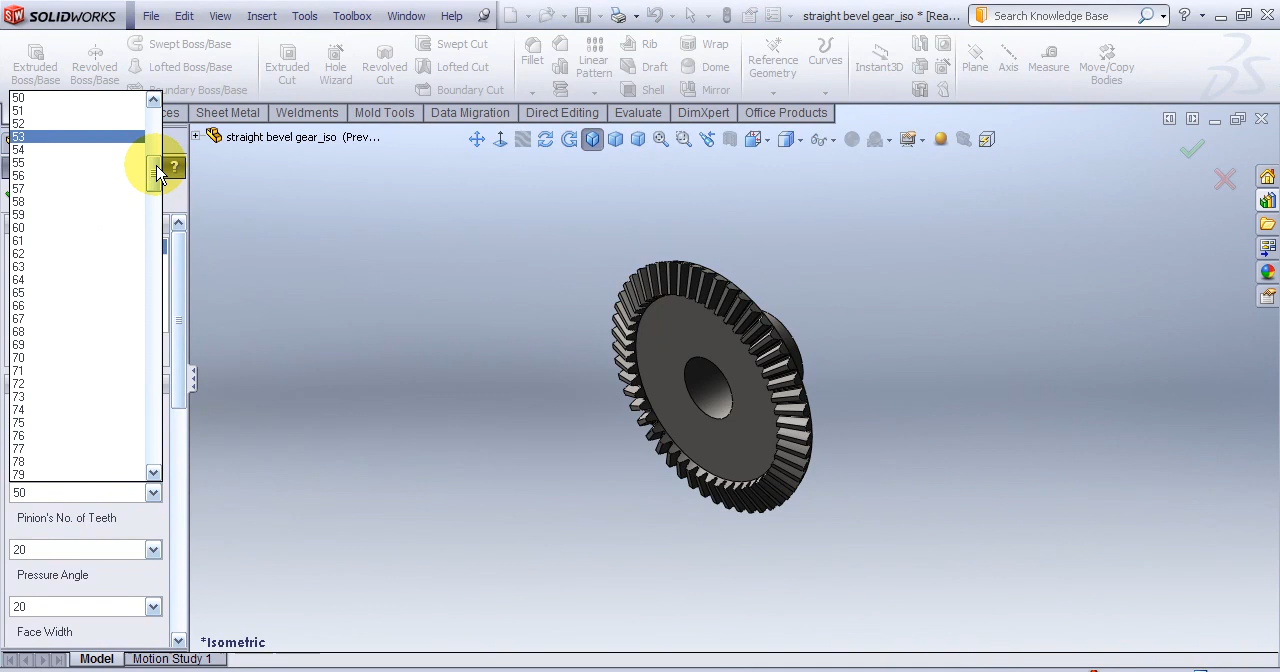 SOLIDWORKS File Edit View Insert Tools Toolbox Window Help straight bevel gear_iso * [Rea... Search Knowledge Base
Extruded Boss/Base
Revolved Boss/Base
Swept Boss/Base
Lofted Boss/Base
Boundary Boss/Base
Extruded Cut
Hole Wizard
Revolved Cut
Swept Cut
Lofted Cut
Boundary Cut
Fillet
Linear Pattern
Rib
Draft
Shell
Wrap
Dome
Mirror
Reference Geometry
Curves
Instant3D
Plane
Axis
Measure
Move/Copy Bodies
Sheet Metal Weldments Mold Tools Data Migration Direct Editing Evaluate DimXpert Office Products
straight bevel gear_iso (Prev...
50
51
52
53
54
55
56
57
58
59
60
61
62
63
64
65
66
67
68
69
70
71
72
73
74
75
76
77
78
79
50
Pinion's No. of Teeth
20
Pressure Angle
20
Face Width
*Isometric
Model Motion Study 1